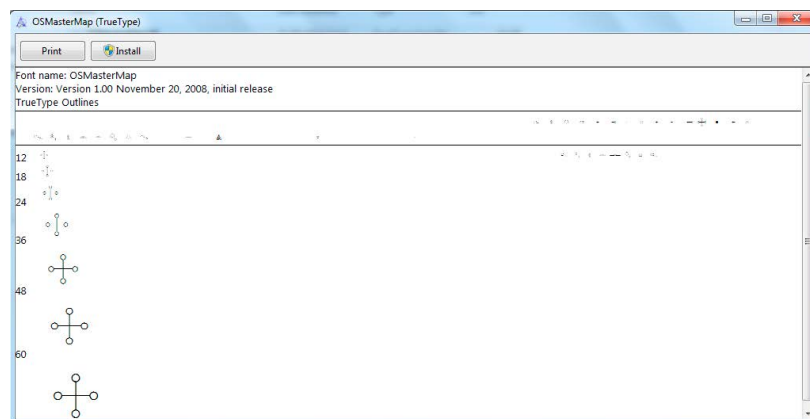 OSMasterMap (TrueType)
Print Install
Font name: OSMasterMap
Version: Version 1.00 November 20, 2008, initial release
TrueType Outlines
12
18
24
36
48
60